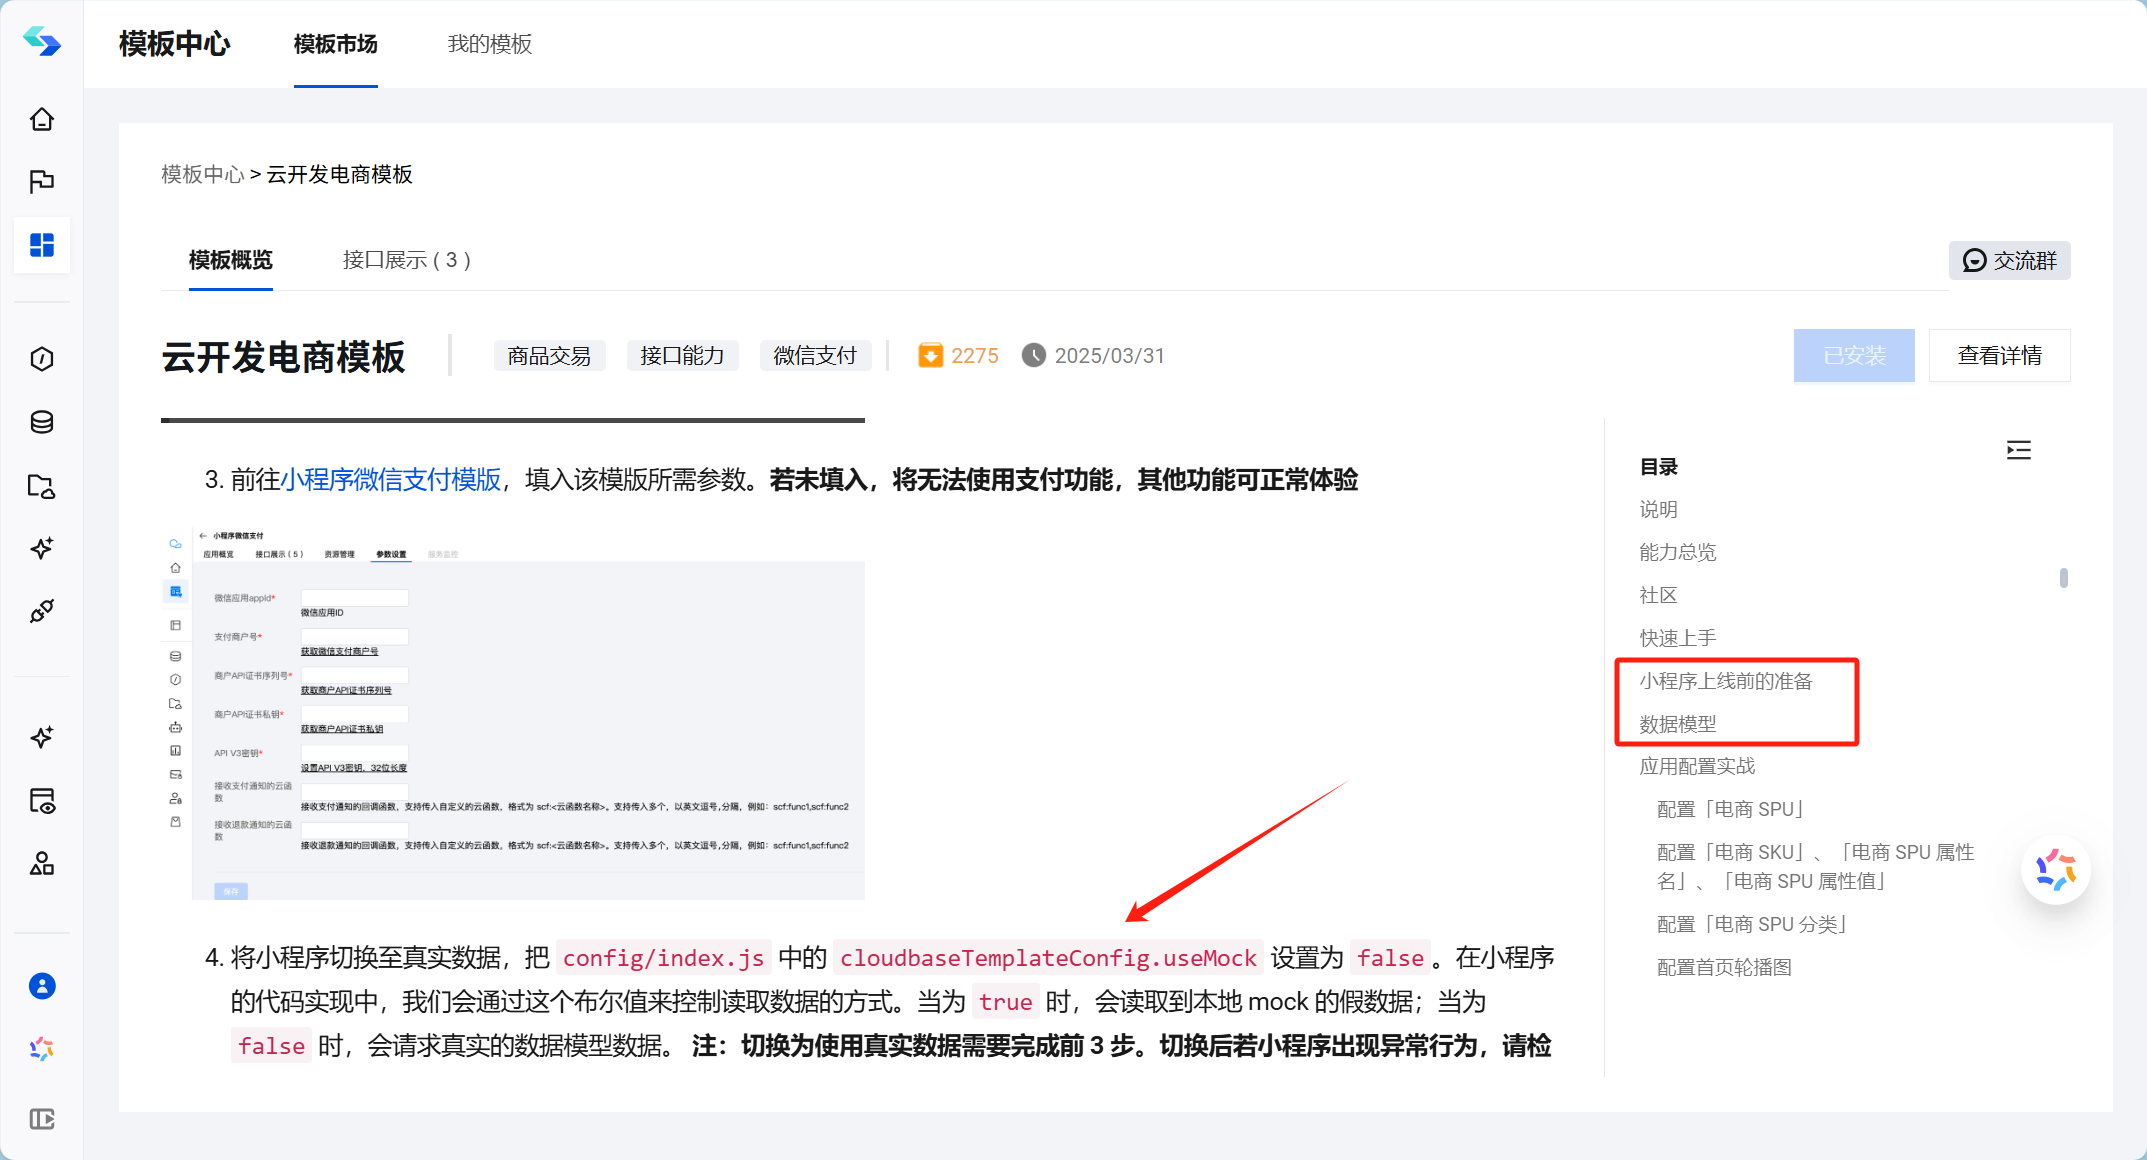 模板中心
模板市场
我的模板
模板中心 > 云开发电商模板
模板概览
接口展示 ( 3 )
交流群
云开发电商模板
商品交易
接口能力
微信支付
2275
2025/03/31
已安装
查看详情
3. 前往小程序微信支付模版，填入该模版所需参数。若未填入，将无法使用支付功能，其他功能可正常体验
小程序微信支付
应用概览
接口展示 ( 5 )
资源管理
参数设置
服务监控
微信应用appId*
微信应用ID
支付商户号*
获取微信支付商户号
商户API证书序列号*
获取商户API证书序列号
商户API证书私钥*
获取商户API证书私钥
API V3密钥*
设置API V3密钥、32位长度
接收支付通知的云函
数
接收支付通知的回调函数，支持传入自定义的云函数，格式为 scf:<云函数名称>。支持传入多个，以英文逗号,分隔，例如：scf:func1,scf:func2
接收退款通知的云函
数
接收退款通知的回调函数，支持传入自定义的云函数，格式为 scf:<云函数名称>。支持传入多个，以英文逗号,分隔，例如：scf:func1,scf:func2
保存
4. 将小程序切换至真实数据，把 config/index.js 中的 cloudbaseTemplateConfig.useMock 设置为 false 。在小程序
的代码实现中，我们会通过这个布尔值来控制读取数据的方式。当为 true 时，会读取到本地 mock 的假数据；当为
false 时，会请求真实的数据模型数据。 注：切换为使用真实数据需要完成前 3 步。切换后若小程序出现异常行为，请检
目录
说明
能力总览
社区
快速上手
小程序上线前的准备
数据模型
应用配置实战
配置「电商 SPU」
配置「电商 SKU」、「电商 SPU 属性
名」、「电商 SPU 属性值」
配置「电商 SPU 分类」
配置首页轮播图